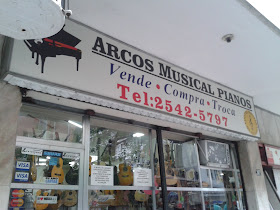 ARCOS MUSICAL PIANOS
Vende • Compra • Troca
Tel:2542-5797
VISA
VISA